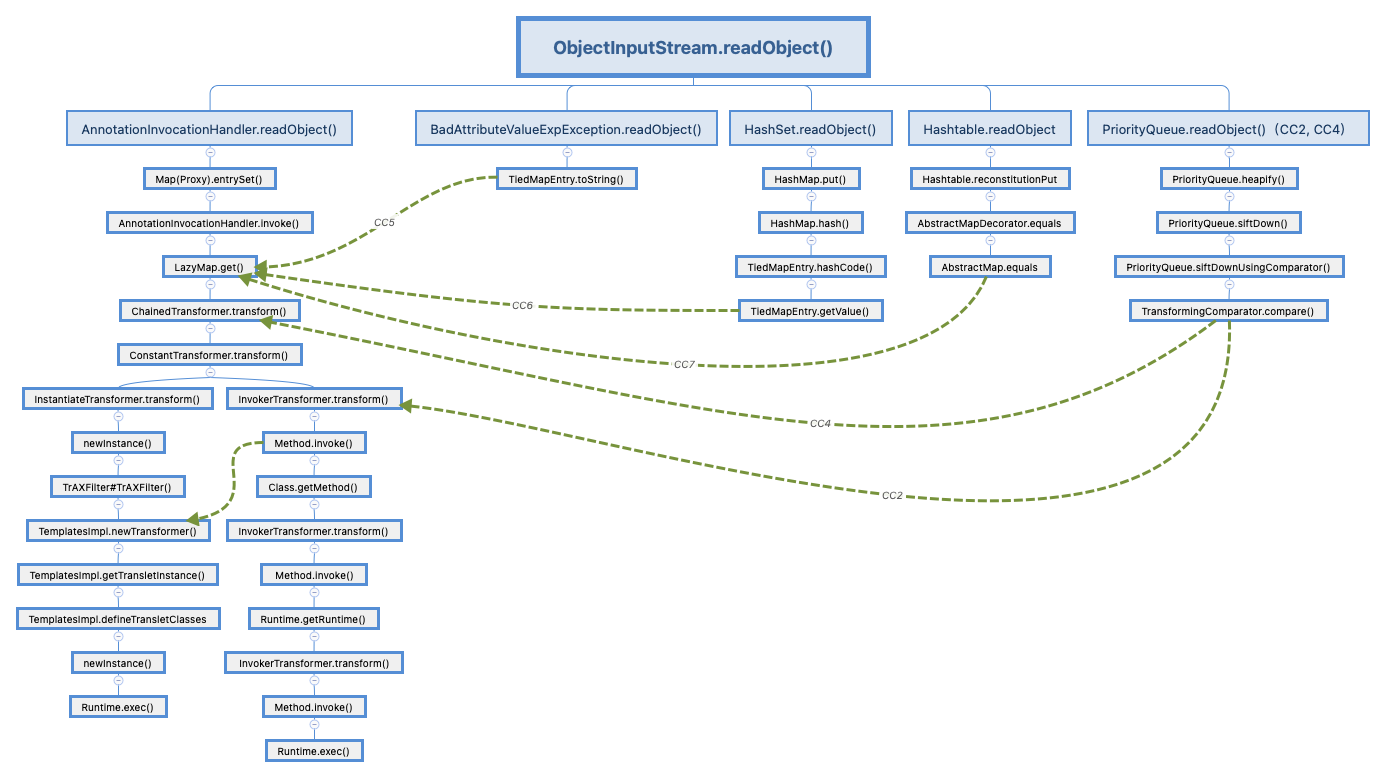 ObjectInputStream.readObject()
AnnotationInvocationHandler.readObject()
BadAttributeValueExpException.readObject()
HashSet.readObject()
Hashtable.readObject
PriorityQueue.readObject()（CC2, CC4）
Map(Proxy).entrySet()
TiedMapEntry.toString()
HashMap.put()
Hashtable.reconstitutionPut
PriorityQueue.heapify()
AnnotationInvocationHandler.invoke()
CC5
HashMap.hash()
AbstractMapDecorator.equals
PriorityQueue.siftDown()
LazyMap.get()
TiedMapEntry.hashCode()
AbstractMap.equals
PriorityQueue.siftDownUsingComparator()
ChainedTransformer.transform()
CC6
TiedMapEntry.getValue()
TransformingComparator.compare()
ConstantTransformer.transform()
CC7
InstantiateTransformer.transform()
InvokerTransformer.transform()
CC4
newInstance()
Method.invoke()
TrAXFilter#TrAXFilter()
Class.getMethod()
CC2
TemplatesImpl.newTransformer()
InvokerTransformer.transform()
TemplatesImpl.getTransletInstance()
Method.invoke()
TemplatesImpl.defineTransletClasses
Runtime.getRuntime()
newInstance()
InvokerTransformer.transform()
Runtime.exec()
Method.invoke()
Runtime.exec()